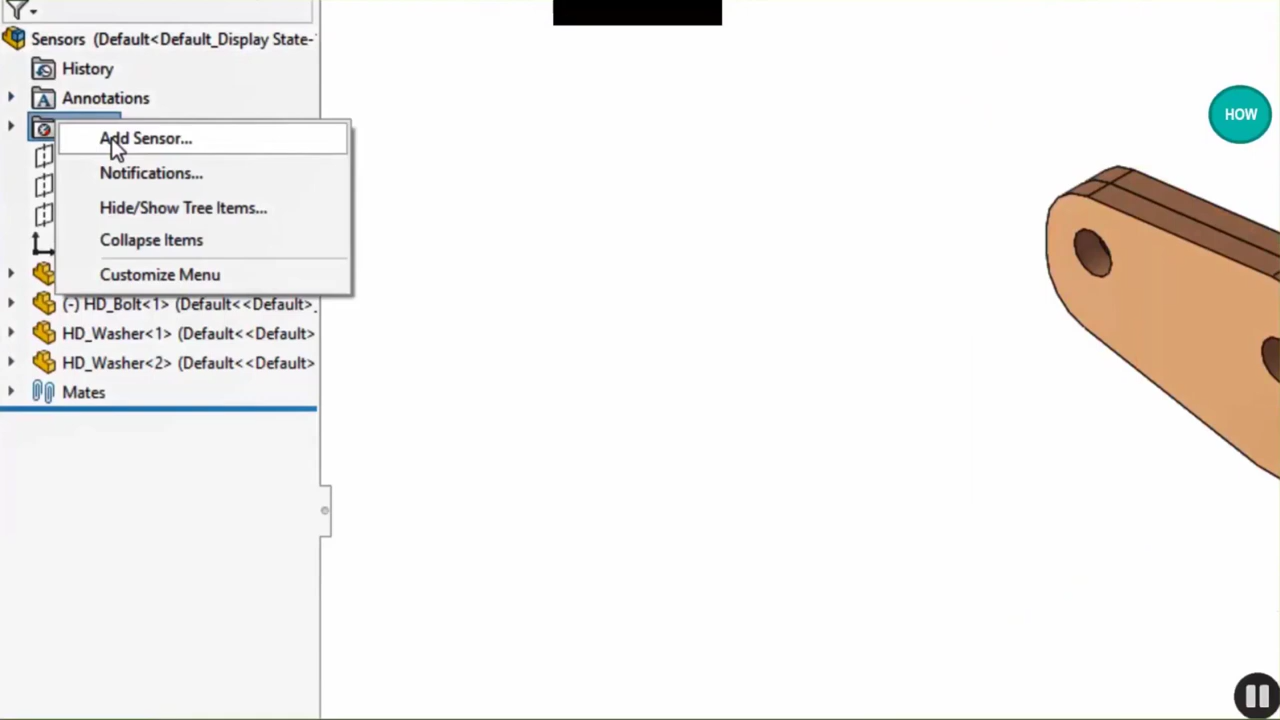 Sensors (Default<Default_Display State-
History
Annotations
Add Sensor...
Notifications...
Hide/Show Tree Items...
Collapse Items
Customize Menu
(-) HD_Bolt<1> (Default<<Default>_
HD_Washer<1> (Default<<Default>
HD_Washer<2> (Default<<Default>
Mates
HOW